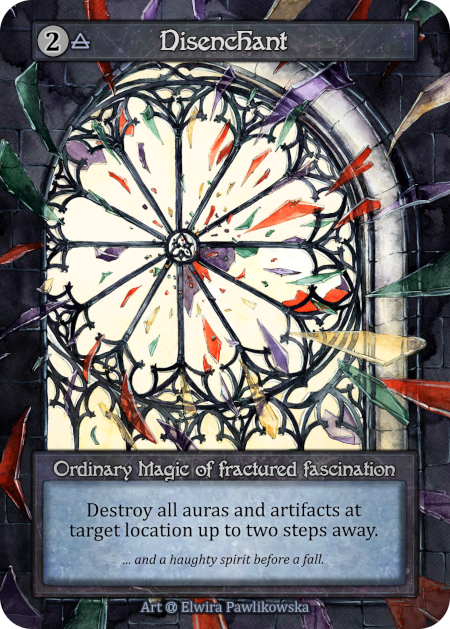 2 Disenchant
Ordinary Magic of fractured fascination
Destroy all auras and artifacts at
target location up to two steps away.
... and a haughty spirit before a fall.
Art @ Elwira Pawlikowska